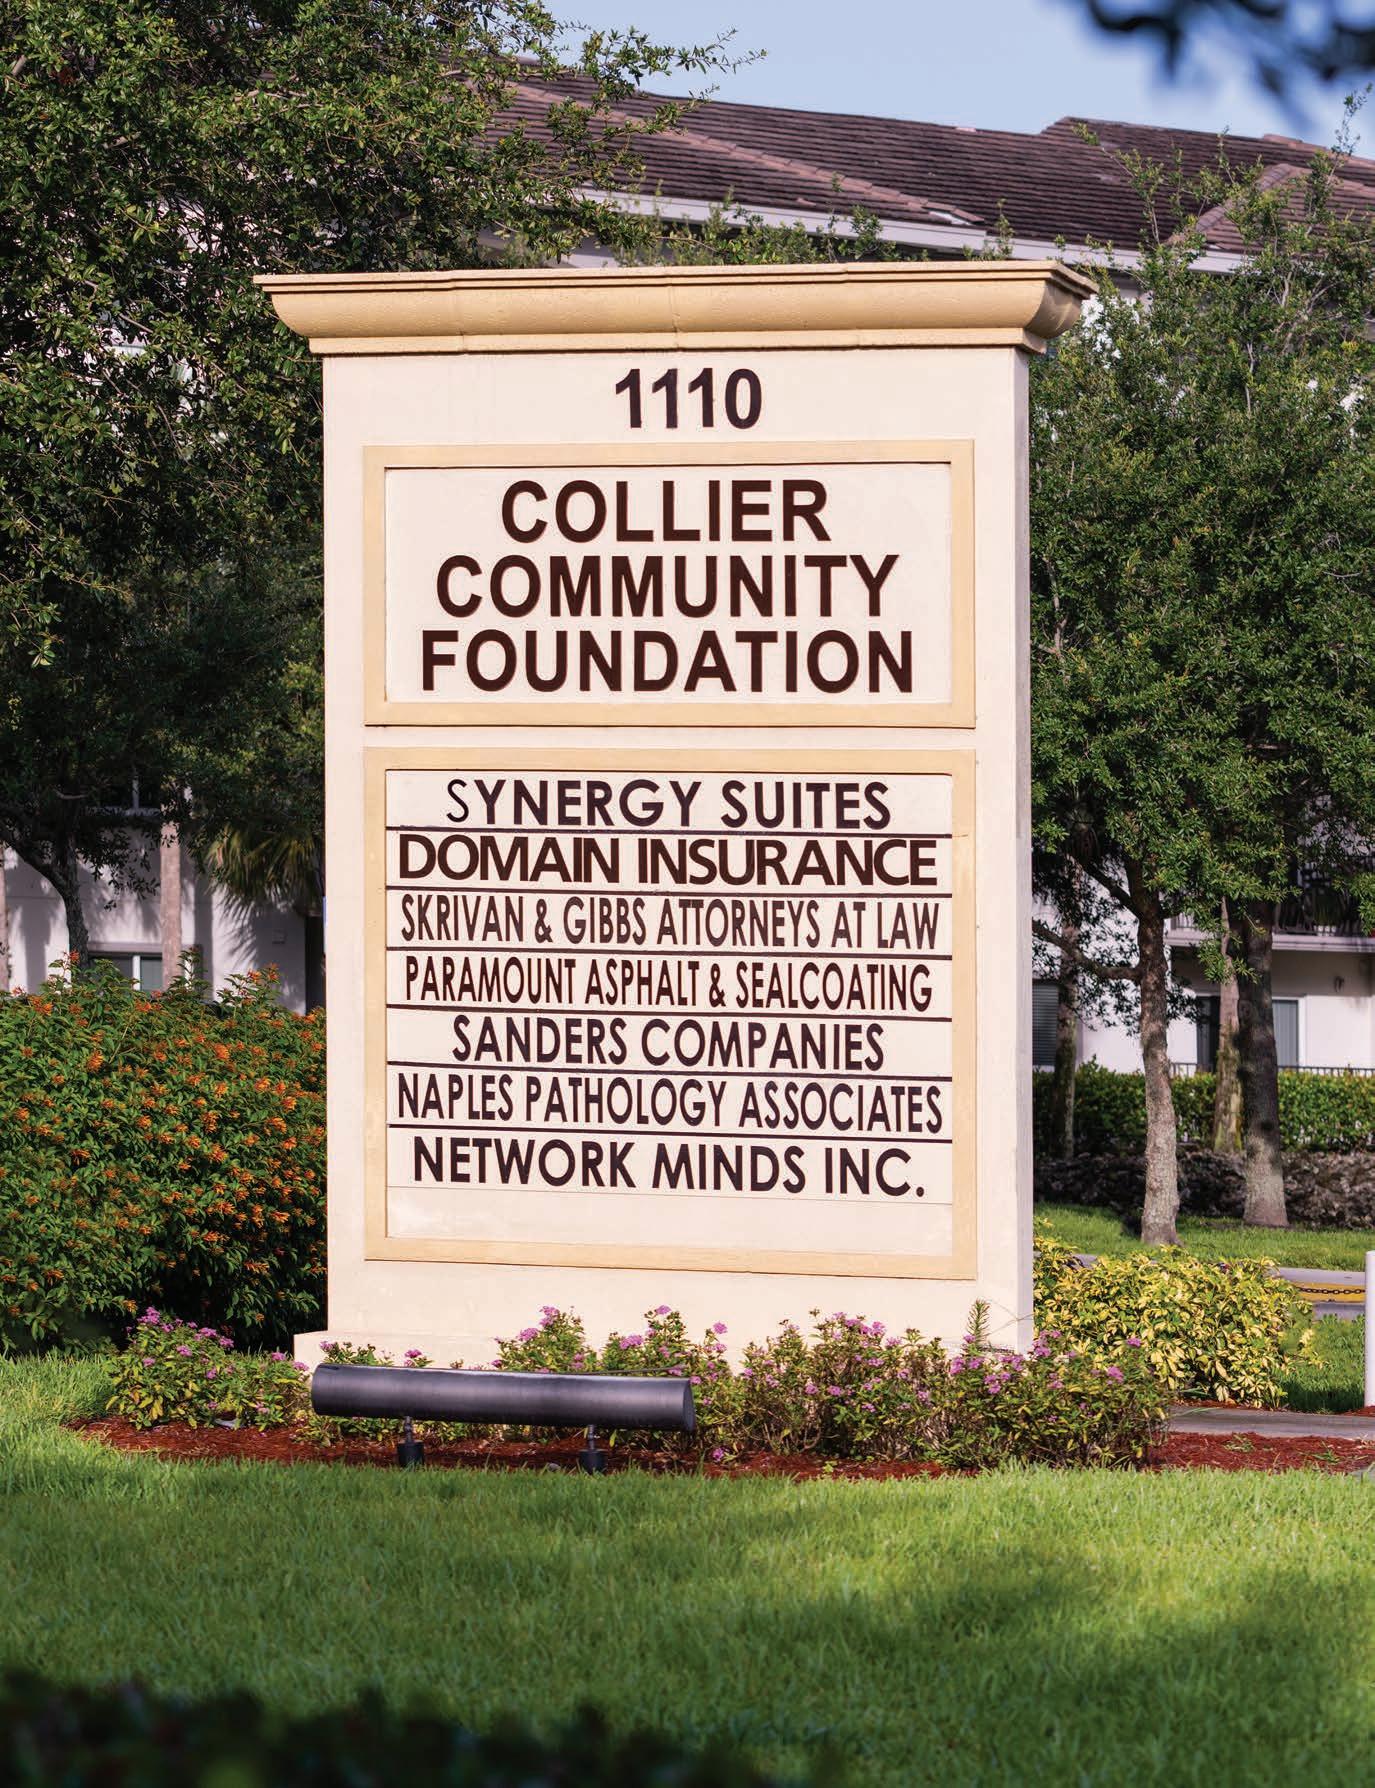 1110
COLLIER
COMMUNITY
FOUNDATION
SYNERGY SUITES
DOMAIN INSURANCE
SKRIVAN & GIBBS ATTORNEYS AT LAW
PARAMOUNT ASPHALT & SEALCOATING
SANDERS COMPANIES
NAPLES PATHOLOGY ASSOCIATES
NETWORK MINDS INC.